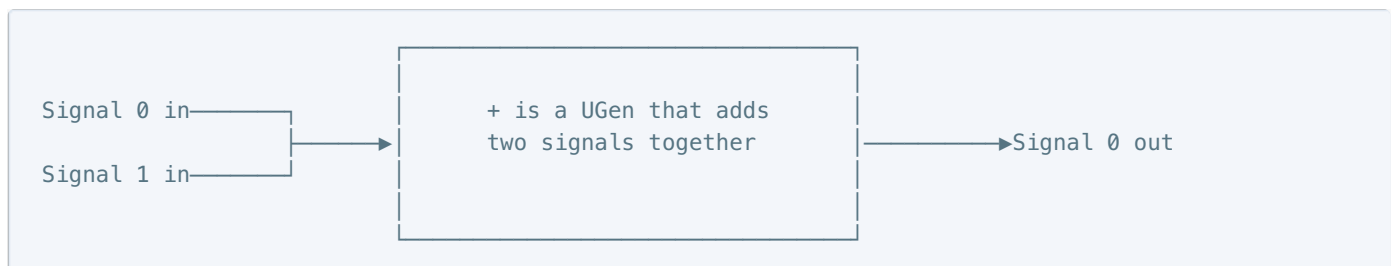 Signal 0 in
+ is a UGen that adds
two signals together
Signal 0 out
Signal 1 in